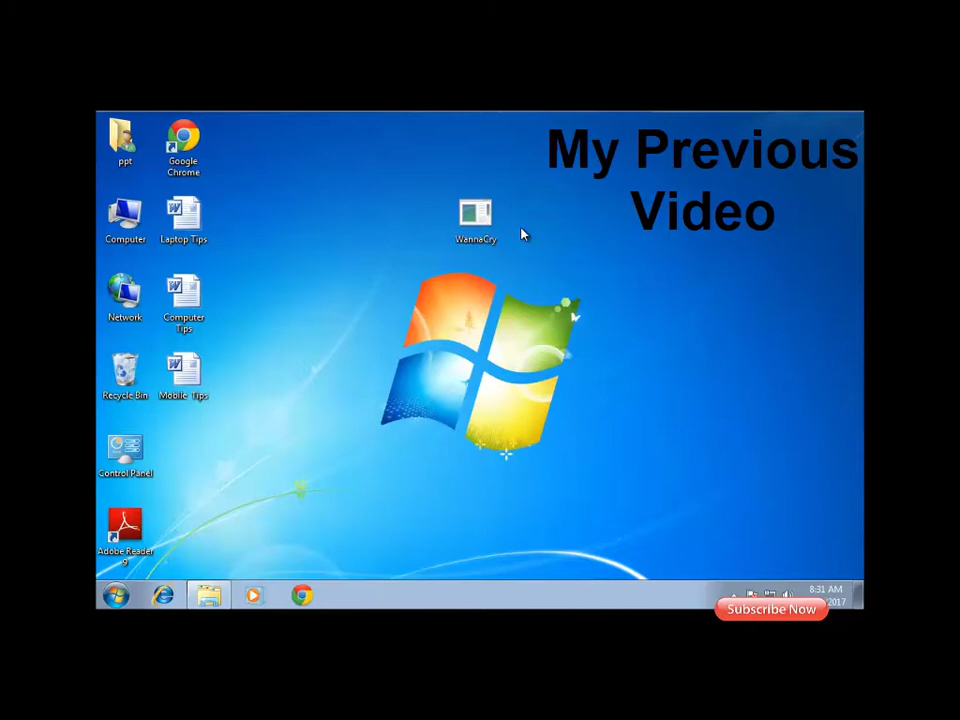 My Previous
Video
ppt
Google
Chrome
Computer
Laptop Tips
WannaCry
Network
Computer
Tips
Recycle Bin
Mobile Tips
Control Panel
Adobe Reader
9
8:31 AM
2017
Subscribe Now